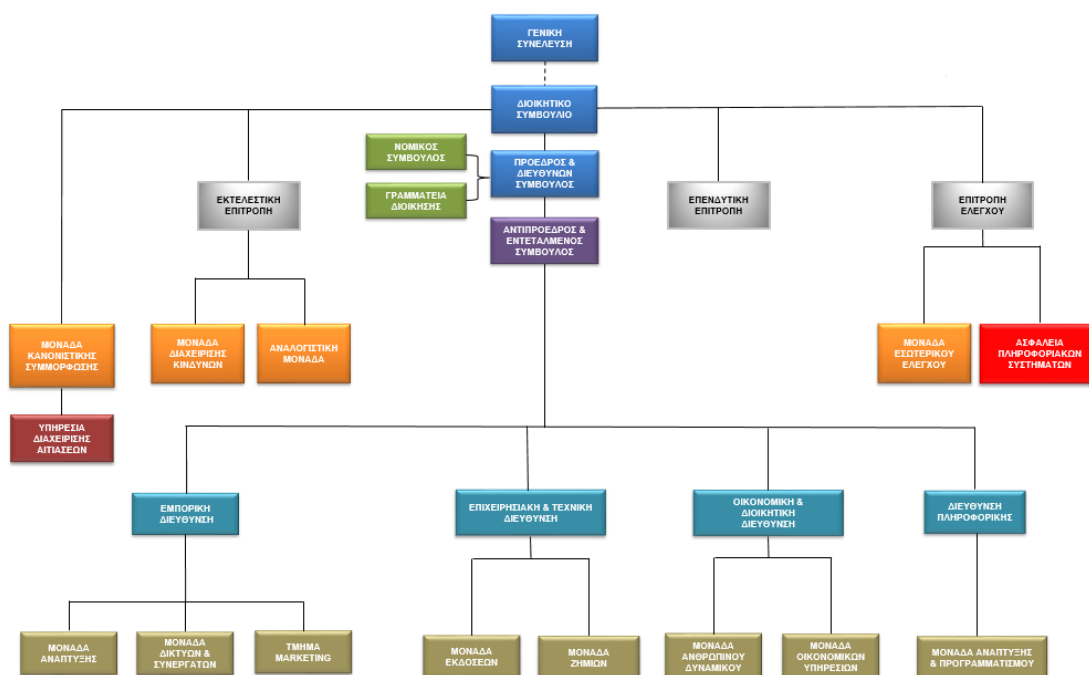 ΓΕΝΙΚΗ
ΣΥΝΕΛΕΥΣΗ
ΔΙΟΙΚΗΤΙΚΟ
ΣΥΜΒΟΥΛΙΟ
ΝΟΜΙΚΟΣ
ΣΥΜΒΟΥΛΟΣ
ΓΡΑΜΜΑΤΕΙΑ
ΔΙΟΙΚΗΣΗΣ
ΠΡΟΕΔΡΟΣ &
ΔΙΕΥΘΥΝΩΝ
ΣΥΜΒΟΥΛΟΣ
ΕΚΤΕΛΕΣΤΙΚΗ
ΕΠΙΤΡΟΠΗ
ΕΠΕΝΔΥΤΙΚΗ
ΕΠΙΤΡΟΠΗ
ΕΠΙΤΡΟΠΗ
ΕΛΕΓΧΟΥ
ΑΝΤΙΠΡΟΕΔΡΟΣ &
ΕΝΤΕΤΑΛΜΕΝΟΣ
ΣΥΜΒΟΥΛΟΣ
ΜΟΝΑΔΑ
ΚΑΝΟΝΙΣΤΙΚΗΣ
ΣΥΜΜΟΡΦΩΣΗΣ
ΜΟΝΑΔΑ
ΔΙΑΧΕΙΡΙΣΗΣ
ΚΙΝΔΥΝΩΝ
ΑΝΑΛΟΓΙΣΤΙΚΗ
ΜΟΝΑΔΑ
ΜΟΝΑΔΑ
ΕΣΩΤΕΡΙΚΟΥ
ΕΛΕΓΧΟΥ
ΑΣΦΑΛΕΙΑ
ΠΛΗΡΟΦΟΡΙΑΚΩΝ
ΣΥΣΤΗΜΑΤΩΝ
ΥΠΗΡΕΣΙΑ
ΔΙΑΧΕΙΡΙΣΗΣ
ΑΙΤΙΑΣΕΩΝ
ΕΜΠΟΡΙΚΗ
ΔΙΕΥΘΥΝΣΗ
ΕΠΙΧΕΙΡΗΣΙΑΚΗ & ΤΕΧΝΙΚΗ
ΔΙΕΥΘΥΝΣΗ
ΟΙΚΟΝΟΜΙΚΗ &
ΔΙΟΙΚΗΤΙΚΗ
ΔΙΕΥΘΥΝΣΗ
ΔΙΕΥΘΥΝΣΗ
ΠΛΗΡΟΦΟΡΙΚΗΣ
ΜΟΝΑΔΑ
ΑΝΑΠΤΥΞΗΣ
ΜΟΝΑΔΑ
ΔΙΚΤΥΩΝ &
ΣΥΝΕΡΓΑΤΩΝ
ΤΜΗΜΑ
MARKETING
ΜΟΝΑΔΑ
ΕΚΔΟΣΕΩΝ
ΜΟΝΑΔΑ
ΖΗΜΙΩΝ
ΜΟΝΑΔΑ
ΑΝΘΡΩΠΙΝΟΥ
ΔΥΝΑΜΙΚΟΥ
ΜΟΝΑΔΑ
ΟΙΚΟΝΟΜΙΚΩΝ
ΥΠΗΡΕΣΙΩΝ
ΜΟΝΑΔΑ ΑΝΑΠΤΥΞΗΣ
& ΠΡΟΓΡΑΜΜΑΤΙΣΜΟΥ